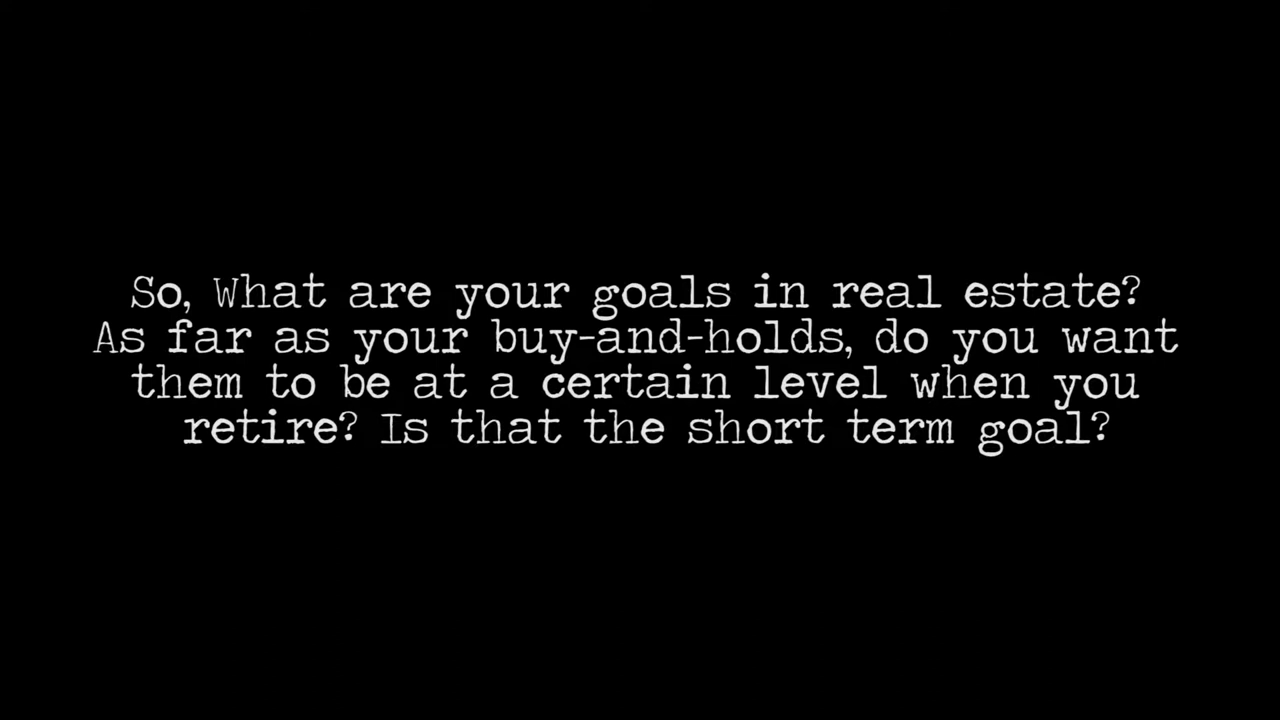 So, What are your goals in real estate?
As far as your buy-and-holds, do you want
them to be at a certain level when you
retire? Is that the short term goal?